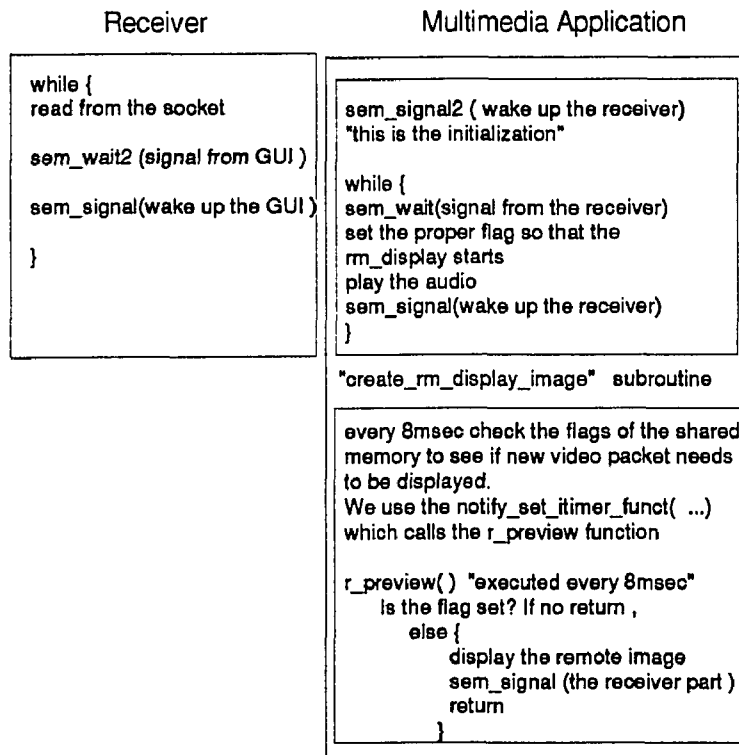 Receiver
Multimedia Application
while {
read from the socket
sem_wait2 (signal from GUI )
sem_signal(wake up the GUI )
}
sem_signal2 ( wake up the receiver)
"this is the initialization"
while {
sem_wait(signal from the receiver)
set the proper flag so that the
rm_display starts
play the audio
sem_signal(wake up the receiver)
}
"create_rm_display_image" subroutine
every 8msec check the flags of the shared
memory to see if new video packet needs
to be displayed.
We use the notify_set_itimer_funct( ...)
which calls the r_preview function
r_preview( ) "executed every 8msec"
Is the flag set? If no return ,
else {
display the remote image
sem_signal (the receiver part )
return
}